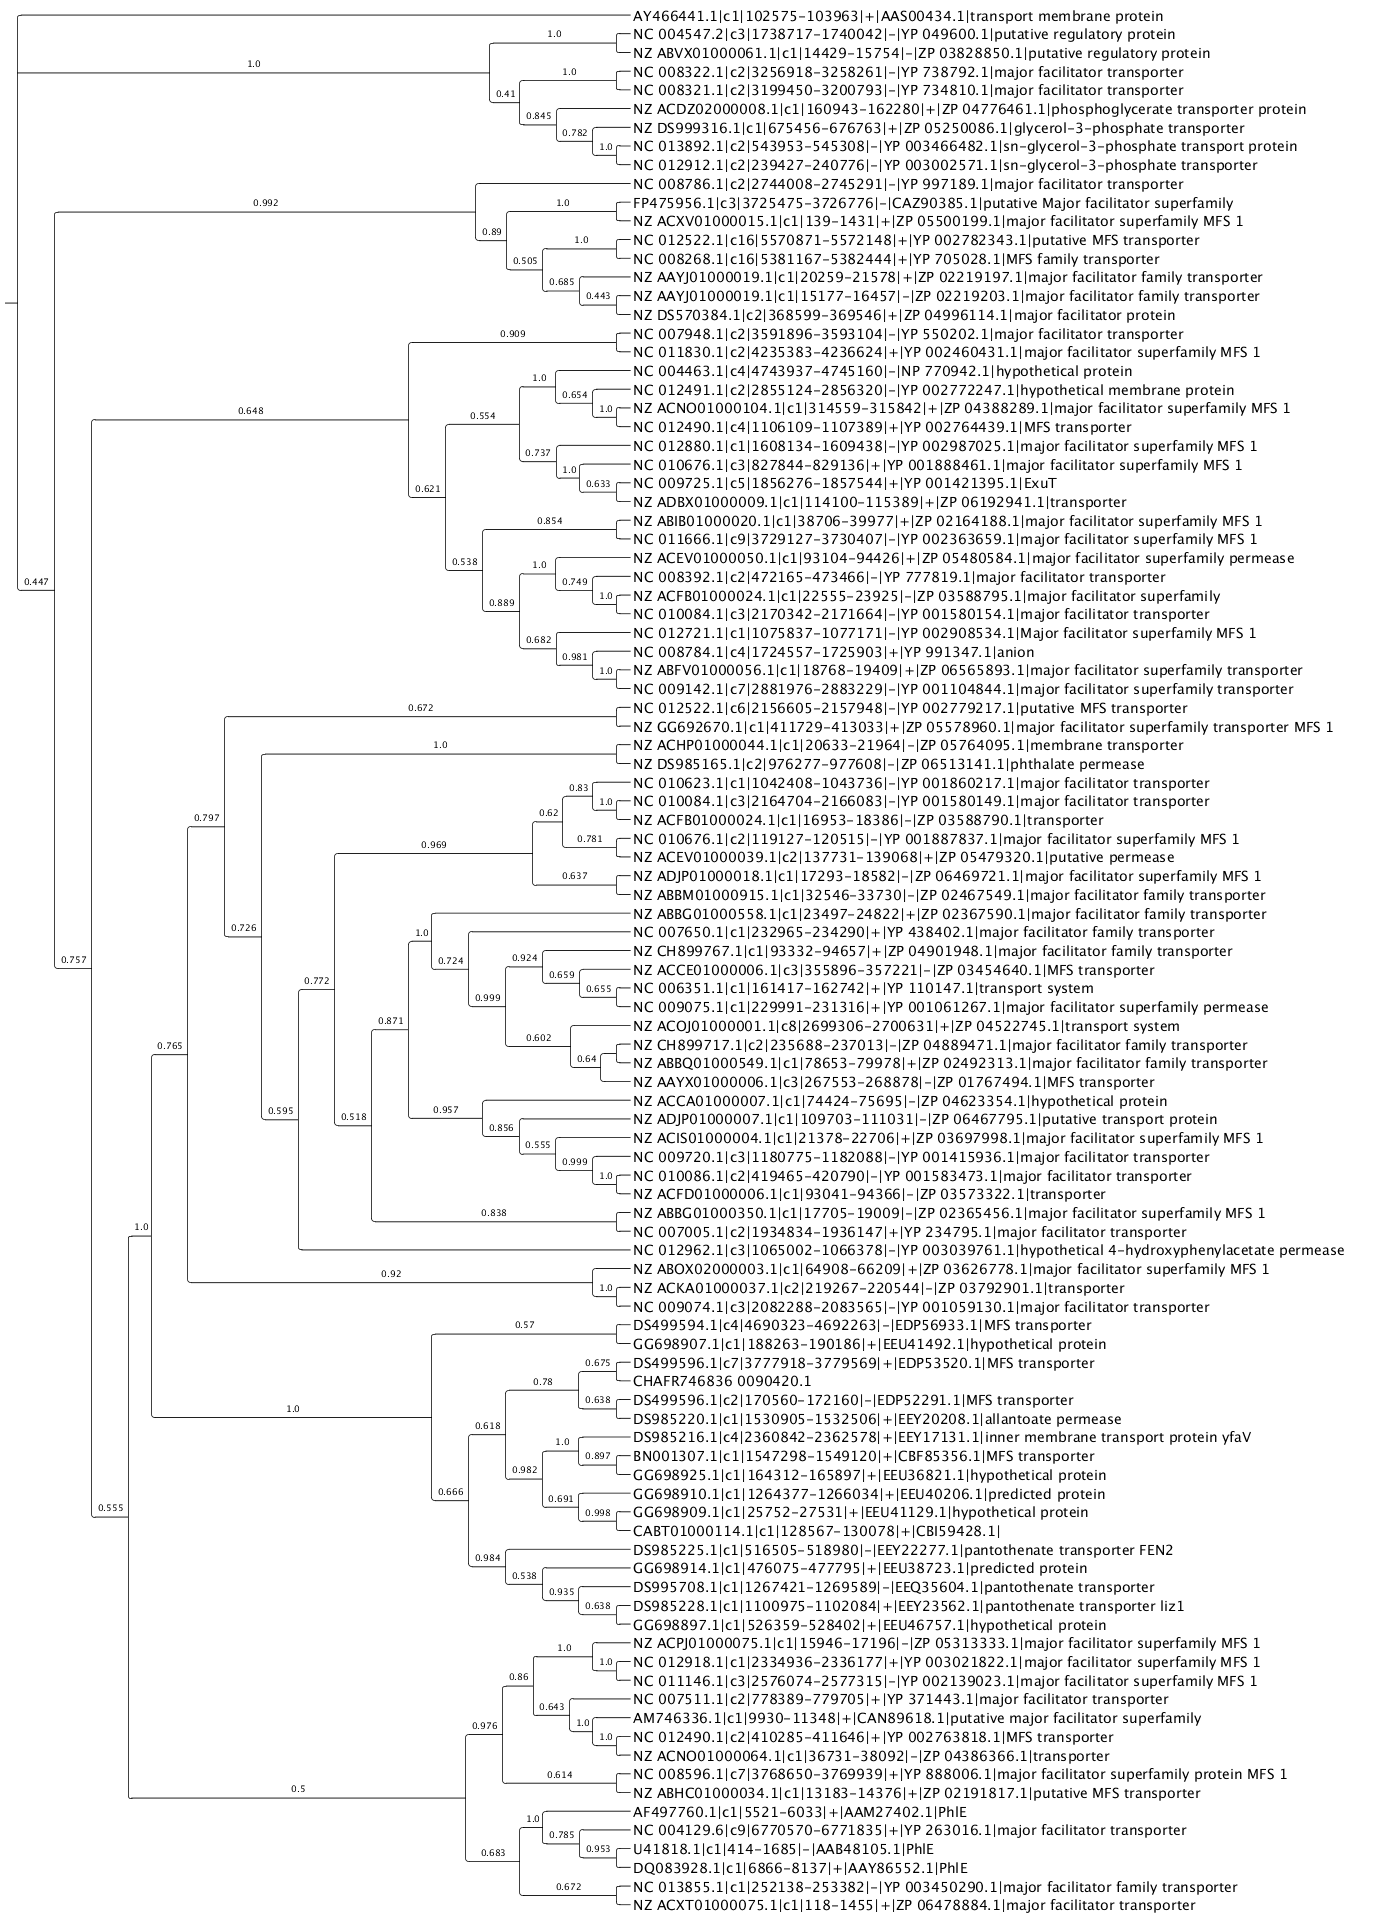 AY466441.1|c1|102575-103963|+|AAS00434.1|transport membrane protein
1.0
NC 004547.2|c3|1738717-1740042|-|YP 049600.1|putative regulatory protein
NZ ABVX01000061.1|c1|14429-15754|-|ZP 03828850.1|putative regulatory protein
1.0
1.0
NC 008322.1|c2|3256918-3258261|-|YP 738792.1|major facilitator transporter
NC 008321.1|c2|3199450-3200793|-|YP 734810.1|major facilitator transporter
0.41
NZ ACDZ02000008.1|c1|160943-162280|+|ZP 04776461.1|phosphoglycerate transporter protein
0.845
NZ DS999316.1|c1|675456-676763|+|ZP 05250086.1|glycerol-3-phosphate transporter
0.782
NC 013892.1|c2|543953-545308|-|YP 003466482.1|sn-glycerol-3-phosphate transport protein
1.0
NC 012912.1|c2|239427-240776|-|YP 003002571.1|sn-glycerol-3-phosphate transporter
NC 008786.1|c2|2744008-2745291|-|YP 997189.1|major facilitator transporter
0.992
1.0
FP475956.1|c3|3725475-3726776|-|CAZ90385.1|putative Major facilitator superfamily
NZ ACXV01000015.1|c1|139-1431|+|ZP 05500199.1|major facilitator superfamily MFS 1
0.89
1.0
NC 012522.1|c16|5570871-5572148|+|YP 002782343.1|putative MFS transporter
NC 008268.1|c16|5381167-5382444|+|YP 705028.1|MFS family transporter
0.505
NZ AAYJ01000019.1|c1|20259-21578|+|ZP 02219197.1|major facilitator family transporter
0.685
NZ AAYJ01000019.1|c1|15177-16457|-|ZP 02219203.1|major facilitator family transporter
0.443
NZ DS570384.1|c2|368599-369546|+|ZP 04996114.1|major facilitator protein
0.909
NC 007948.1|c2|3591896-3593104|-|YP 550202.1|major facilitator transporter
NC 011830.1|c2|4235383-4236624|+|YP 002460431.1|major facilitator superfamily MFS 1
NC 004463.1|c4|4743937-4745160|-|NP 770942.1|hypothetical protein
1.0
NC 012491.1|c2|2855124-2856320|-|YP 002772247.1|hypothetical membrane protein
0.654
NZ ACNO01000104.1|c1|314559-315842|+|ZP 04388289.1|major facilitator superfamily MFS 1
0.648
0.554
1.0
NC 012490.1|c4|1106109-1107389|+|YP 002764439.1|MFS transporter
NC 012880.1|c1|1608134-1609438|-|YP 002987025.1|major facilitator superfamily MFS 1
0.737
NC 010676.1|c3|827844-829136|+|YP 001888461.1|major facilitator superfamily MFS 1
1.0
NC 009725.1|c5|1856276-1857544|+|YP 001421395.1|ExuT
0.621
0.633
NZ ADBX01000009.1|c1|114100-115389|+|ZP 06192941.1|transporter
0.854
NZ ABIB01000020.1|c1|38706-39977|+|ZP 02164188.1|major facilitator superfamily MFS 1
NC 011666.1|c9|3729127-3730407|-|YP 002363659.1|major facilitator superfamily MFS 1
NZ ACEV01000050.1|c1|93104-94426|+|ZP 05480584.1|major facilitator superfamily permease
0.538
1.0
NC 008392.1|c2|472165-473466|-|YP 777819.1|major facilitator transporter
0.447
0.749
NZ ACFB01000024.1|c1|22555-23925|-|ZP 03588795.1|major facilitator superfamily
0.889
1.0
NC 010084.1|c3|2170342-2171664|-|YP 001580154.1|major facilitator transporter
NC 012721.1|c1|1075837-1077171|-|YP 002908534.1|Major facilitator superfamily MFS 1
0.682
NC 008784.1|c4|1724557-1725903|+|YP 991347.1|anion
0.981
NZ ABFV01000056.1|c1|18768-19409|+|ZP 06565893.1|major facilitator superfamily transporter
1.0
NC 009142.1|c7|2881976-2883229|-|YP 001104844.1|major facilitator superfamily transporter
0.672
NC 012522.1|c6|2156605-2157948|-|YP 002779217.1|putative MFS transporter
NZ GG692670.1|c1|411729-413033|+|ZP 05578960.1|major facilitator superfamily transporter MFS 1
1.0
NZ ACHP01000044.1|c1|20633-21964|-|ZP 05764095.1|membrane transporter
NZ DS985165.1|c2|976277-977608|-|ZP 06513141.1|phthalate permease
NC 010623.1|c1|1042408-1043736|-|YP 001860217.1|major facilitator transporter
0.83
NC 010084.1|c3|2164704-2166083|-|YP 001580149.1|major facilitator transporter
1.0
NZ ACFB01000024.1|c1|16953-18386|-|ZP 03588790.1|transporter
0.797
0.62
NC 010676.1|c2|119127-120515|-|YP 001887837.1|major facilitator superfamily MFS 1
0.781
0.969
NZ ACEV01000039.1|c2|137731-139068|+|ZP 05479320.1|putative permease
0.637
NZ ADJP01000018.1|c1|17293-18582|-|ZP 06469721.1|major facilitator superfamily MFS 1
NZ ABBM01000915.1|c1|32546-33730|-|ZP 02467549.1|major facilitator family transporter
NZ ABBG01000558.1|c1|23497-24822|+|ZP 02367590.1|major facilitator family transporter
0.726
1.0
NC 007650.1|c1|232965-234290|+|YP 438402.1|major facilitator family transporter
NZ CH899767.1|c1|93332-94657|+|ZP 04901948.1|major facilitator family transporter
0.757
0.724
0.924
NZ ACCE01000006.1|c3|355896-357221|-|ZP 03454640.1|MFS transporter
0.772
0.659
NC 006351.1|c1|161417-162742|+|YP 110147.1|transport system
0.999
0.655
NC 009075.1|c1|229991-231316|+|YP 001061267.1|major facilitator superfamily permease
0.871
NZ ACOJ01000001.1|c8|2699306-2700631|+|ZP 04522745.1|transport system
0.602
NZ CH899717.1|c2|235688-237013|-|ZP 04889471.1|major facilitator family transporter
0.765
0.64
NZ ABBQ01000549.1|c1|78653-79978|+|ZP 02492313.1|major facilitator family transporter
NZ AAYX01000006.1|c3|267553-268878|-|ZP 01767494.1|MFS transporter
NZ ACCA01000007.1|c1|74424-75695|-|ZP 04623354.1|hypothetical protein
0.595
0.518
0.957
NZ ADJP01000007.1|c1|109703-111031|-|ZP 06467795.1|putative transport protein
0.856
NZ ACIS01000004.1|c1|21378-22706|+|ZP 03697998.1|major facilitator superfamily MFS 1
0.555
NC 009720.1|c3|1180775-1182088|-|YP 001415936.1|major facilitator transporter
0.999
NC 010086.1|c2|419465-420790|-|YP 001583473.1|major facilitator transporter
1.0
NZ ACFD01000006.1|c1|93041-94366|-|ZP 03573322.1|transporter
0.838
NZ ABBG01000350.1|c1|17705-19009|-|ZP 02365456.1|major facilitator superfamily MFS 1
1.0
NC 007005.1|c2|1934834-1936147|+|YP 234795.1|major facilitator transporter
NC 012962.1|c3|1065002-1066378|-|YP 003039761.1|hypothetical 4-hydroxyphenylacetate permease
0.92
NZ ABOX02000003.1|c1|64908-66209|+|ZP 03626778.1|major facilitator superfamily MFS 1
NZ ACKA01000037.1|c2|219267-220544|-|ZP 03792901.1|transporter
1.0
NC 009074.1|c3|2082288-2083565|-|YP 001059130.1|major facilitator transporter
0.57
DS499594.1|c4|4690323-4692263|-|EDP56933.1|MFS transporter
GG698907.1|c1|188263-190186|+|EEU41492.1|hypothetical protein
0.675
DS499596.1|c7|3777918-3779569|+|EDP53520.1|MFS transporter
0.78
CHAFR746836 0090420.1
0.638
DS499596.1|c2|170560-172160|-|EDP52291.1|MFS transporter
1.0
DS985220.1|c1|1530905-1532506|+|EEY20208.1|allantoate permease
0.618
DS985216.1|c4|2360842-2362578|+|EEY17131.1|inner membrane transport protein yfaV
1.0
BN001307.1|c1|1547298-1549120|+|CBF85356.1|MFS transporter
0.897
0.982
GG698925.1|c1|164312-165897|+|EEU36821.1|hypothetical protein
0.666
GG698910.1|c1|1264377-1266034|+|EEU40206.1|predicted protein
0.691
GG698909.1|c1|25752-27531|+|EEU41129.1|hypothetical protein
0.555
0.998
CABT01000114.1|c1|128567-130078|+|CBI59428.1|
DS985225.1|c1|516505-518980|-|EEY22277.1|pantothenate transporter FEN2
0.984
GG698914.1|c1|476075-477795|+|EEU38723.1|predicted protein
0.538
DS995708.1|c1|1267421-1269589|-|EEQ35604.1|pantothenate transporter
0.935
DS985228.1|c1|1100975-1102084|+|EEY23562.1|pantothenate transporter liz1
0.638
GG698897.1|c1|526359-528402|+|EEU46757.1|hypothetical protein
NZ ACPJ01000075.1|c1|15946-17196|-|ZP 05313333.1|major facilitator superfamily MFS 1
1.0
NC 012918.1|c1|2334936-2336177|+|YP 003021822.1|major facilitator superfamily MFS 1
1.0
0.86
NC 011146.1|c3|2576074-2577315|-|YP 002139023.1|major facilitator superfamily MFS 1
NC 007511.1|c2|778389-779705|+|YP 371443.1|major facilitator transporter
0.643
AM746336.1|c1|9930-11348|+|CAN89618.1|putative major facilitator superfamily
0.976
1.0
NC 012490.1|c2|410285-411646|+|YP 002763818.1|MFS transporter
1.0
NZ ACNO01000064.1|c1|36731-38092|-|ZP 04386366.1|transporter
0.614
NC 008596.1|c7|3768650-3769939|+|YP 888006.1|major facilitator superfamily protein MFS 1
0.5
NZ ABHC01000034.1|c1|13183-14376|+|ZP 02191817.1|putative MFS transporter
AF497760.1|c1|5521-6033|+|AAM27402.1|PhlE
1.0
NC 004129.6|c9|6770570-6771835|+|YP 263016.1|major facilitator transporter
0.785
U41818.1|c1|414-1685|-|AAB48105.1|PhlE
0.683
0.953
DQ083928.1|c1|6866-8137|+|AAY86552.1|PhlE
0.672
NC 013855.1|c1|252138-253382|-|YP 003450290.1|major facilitator family transporter
NZ ACXT01000075.1|c1|118-1455|+|ZP 06478884.1|major facilitator transporter